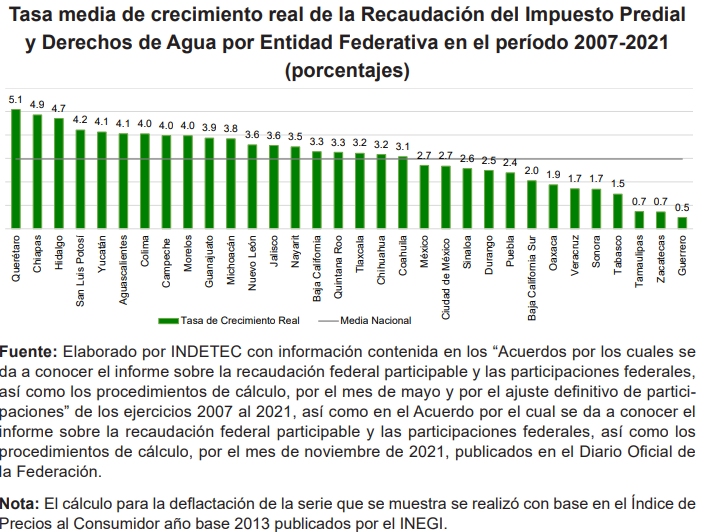 Tasa media de crecimiento real de la Recaudación del Impuesto Predial
y Derechos de Agua por Entidad Federativa en el período 2007-2021
(porcentajes)
5.1 4.9 4.7 4.2 4.1 4.1 4.0 4.0 4.0 3.9 3.8 3.6 3.6 3.5 3.3 3.3 3.2 3.2 3.1 2.7 2.7 2.6 2.5 2.4 2.0 1.9 1.7 1.7 1.5 0.7 0.7 0.5
Querétaro
Chiapas
Hidalgo
San Luis Potosí
Yucatán
Aguascalientes
Colima
Campeche
Morelos
Guanajuato
Michoacán
Nuevo León
Jalisco
Nayarit
Baja California
Quintana Roo
Tlaxcala
Chihuahua
Coahuila
México
Ciudad de México
Sinaloa
Durango
Puebla
Baja California Sur
Oaxaca
Veracruz
Sonora
Tabasco
Tamaulipas
Zacatecas
Guerrero
Tasa de Crecimiento Real
Media Nacional
Fuente: Elaborado por INDETEC con información contenida en los “Acuerdos por los cuales se
da a conocer el informe sobre la recaudación federal participable y las participaciones federales,
así como los procedimientos de cálculo, por el mes de mayo y por el ajuste definitivo de partici-
paciones” de los ejercicios 2007 al 2021, así como en el Acuerdo por el cual se da a conocer el
informe sobre la recaudación federal participable y las participaciones federales, así como los
procedimientos de cálculo, por el mes de noviembre de 2021, publicados en el Diario Oficial de
la Federación.
Nota: El cálculo para la deflactación de la serie que se muestra se realizó con base en el Índice de
Precios al Consumidor año base 2013 publicados por el INEGI.